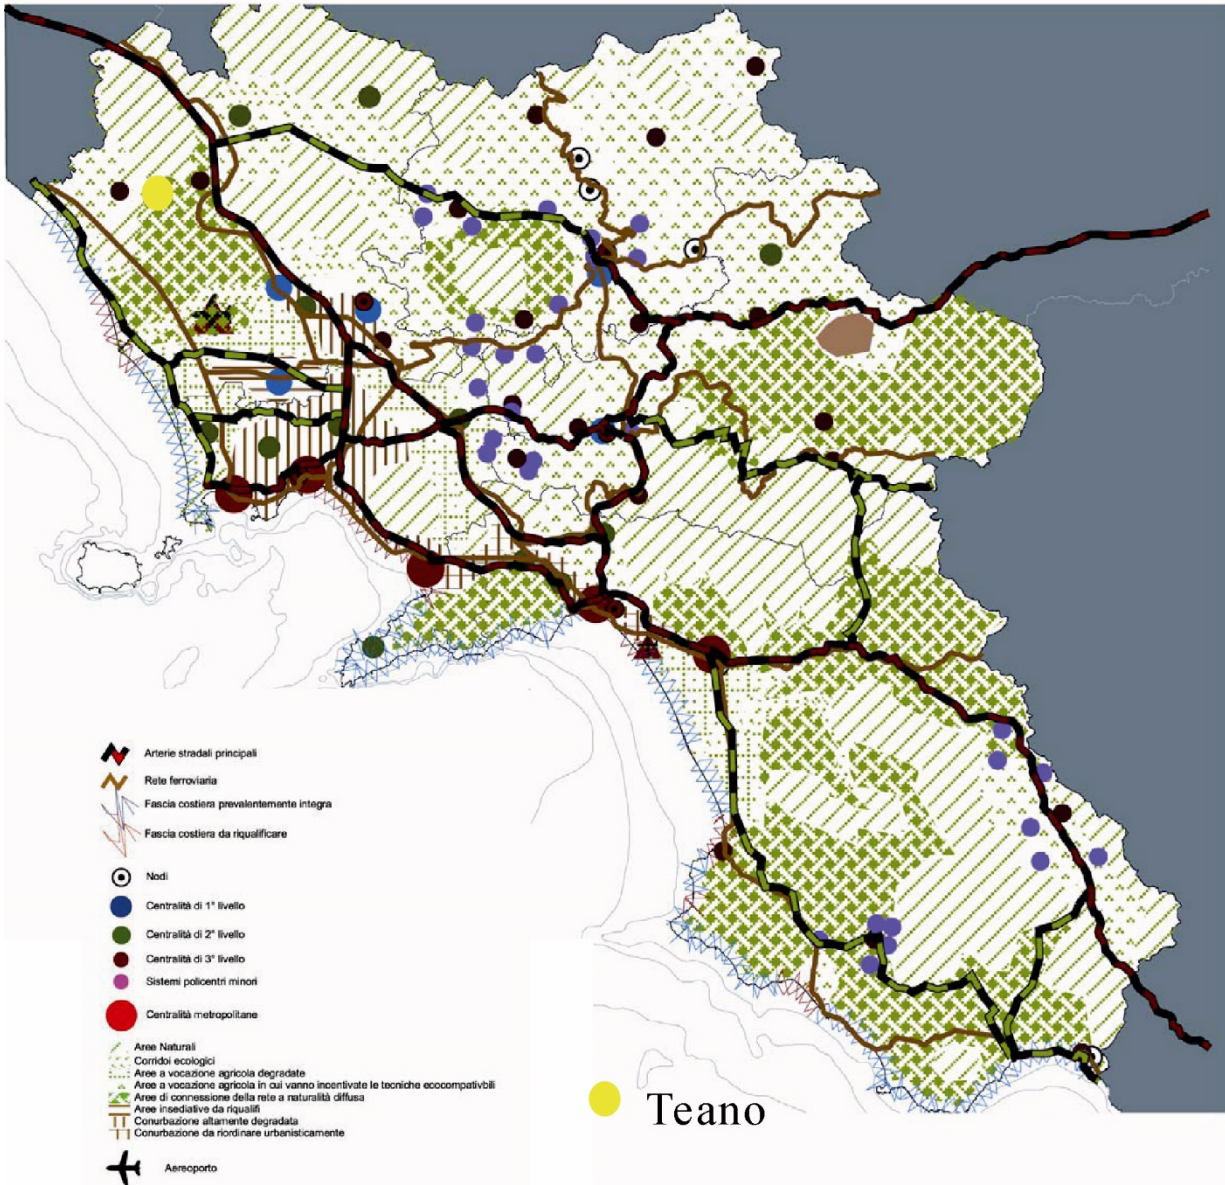 Arterie stradali principali
Rete ferroviaria
Fascia costiera prevalentemente integra
Fascia costiera da riqualificare
Nodi
Centralità di 1° livello
Centralità di 2° livello
Centralità di 3° livello
Sistemi policentri minori
Centralità metropolitane
Aree Naturali
Corridoi ecologici
Aree a vocazione agricola degradate
Aree a vocazione agricola in cui vanno incentivate le tecniche ecocompativbili
Aree di connessione della rete a naturalità diffusa
Aree insediative da riqualifi
Conurbazione altamente degradata
Conurbazione da riordinare urbanisticamente
Aereoporto
Teano